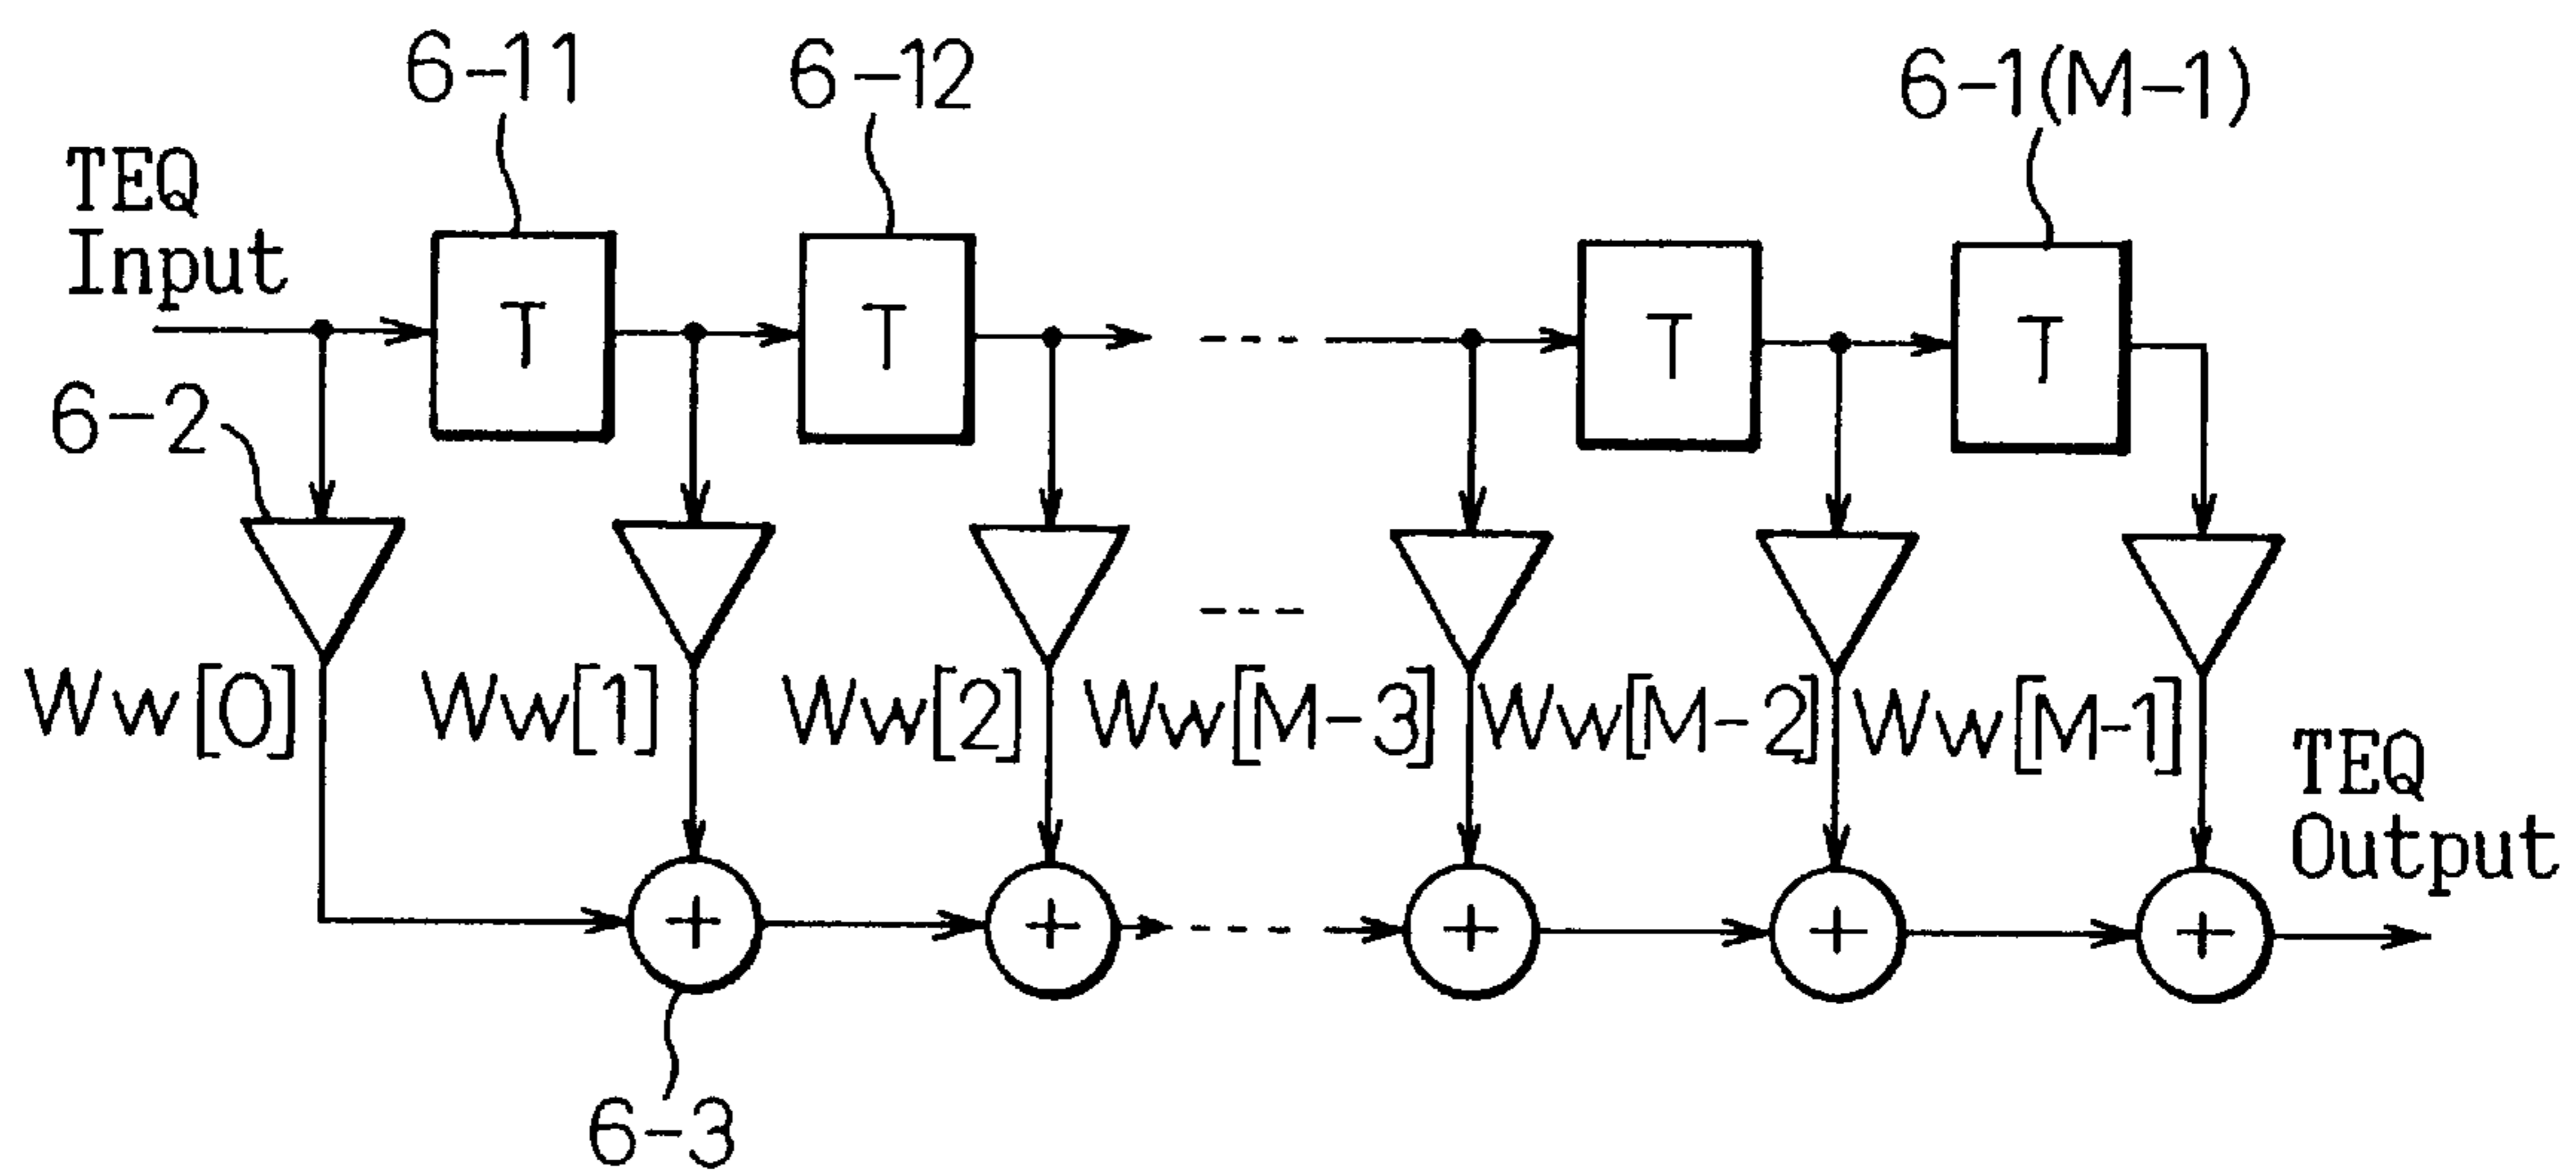 6-11
6-12
6-1(M-1)
TEQ
Input
T
T
T
T
6-2
Ww[0]
Ww[1]
Ww[2]
Ww[M-3]
Ww[M-2]
Ww[M-1]
TEQ
Output
+
+
+
+
+
6-3